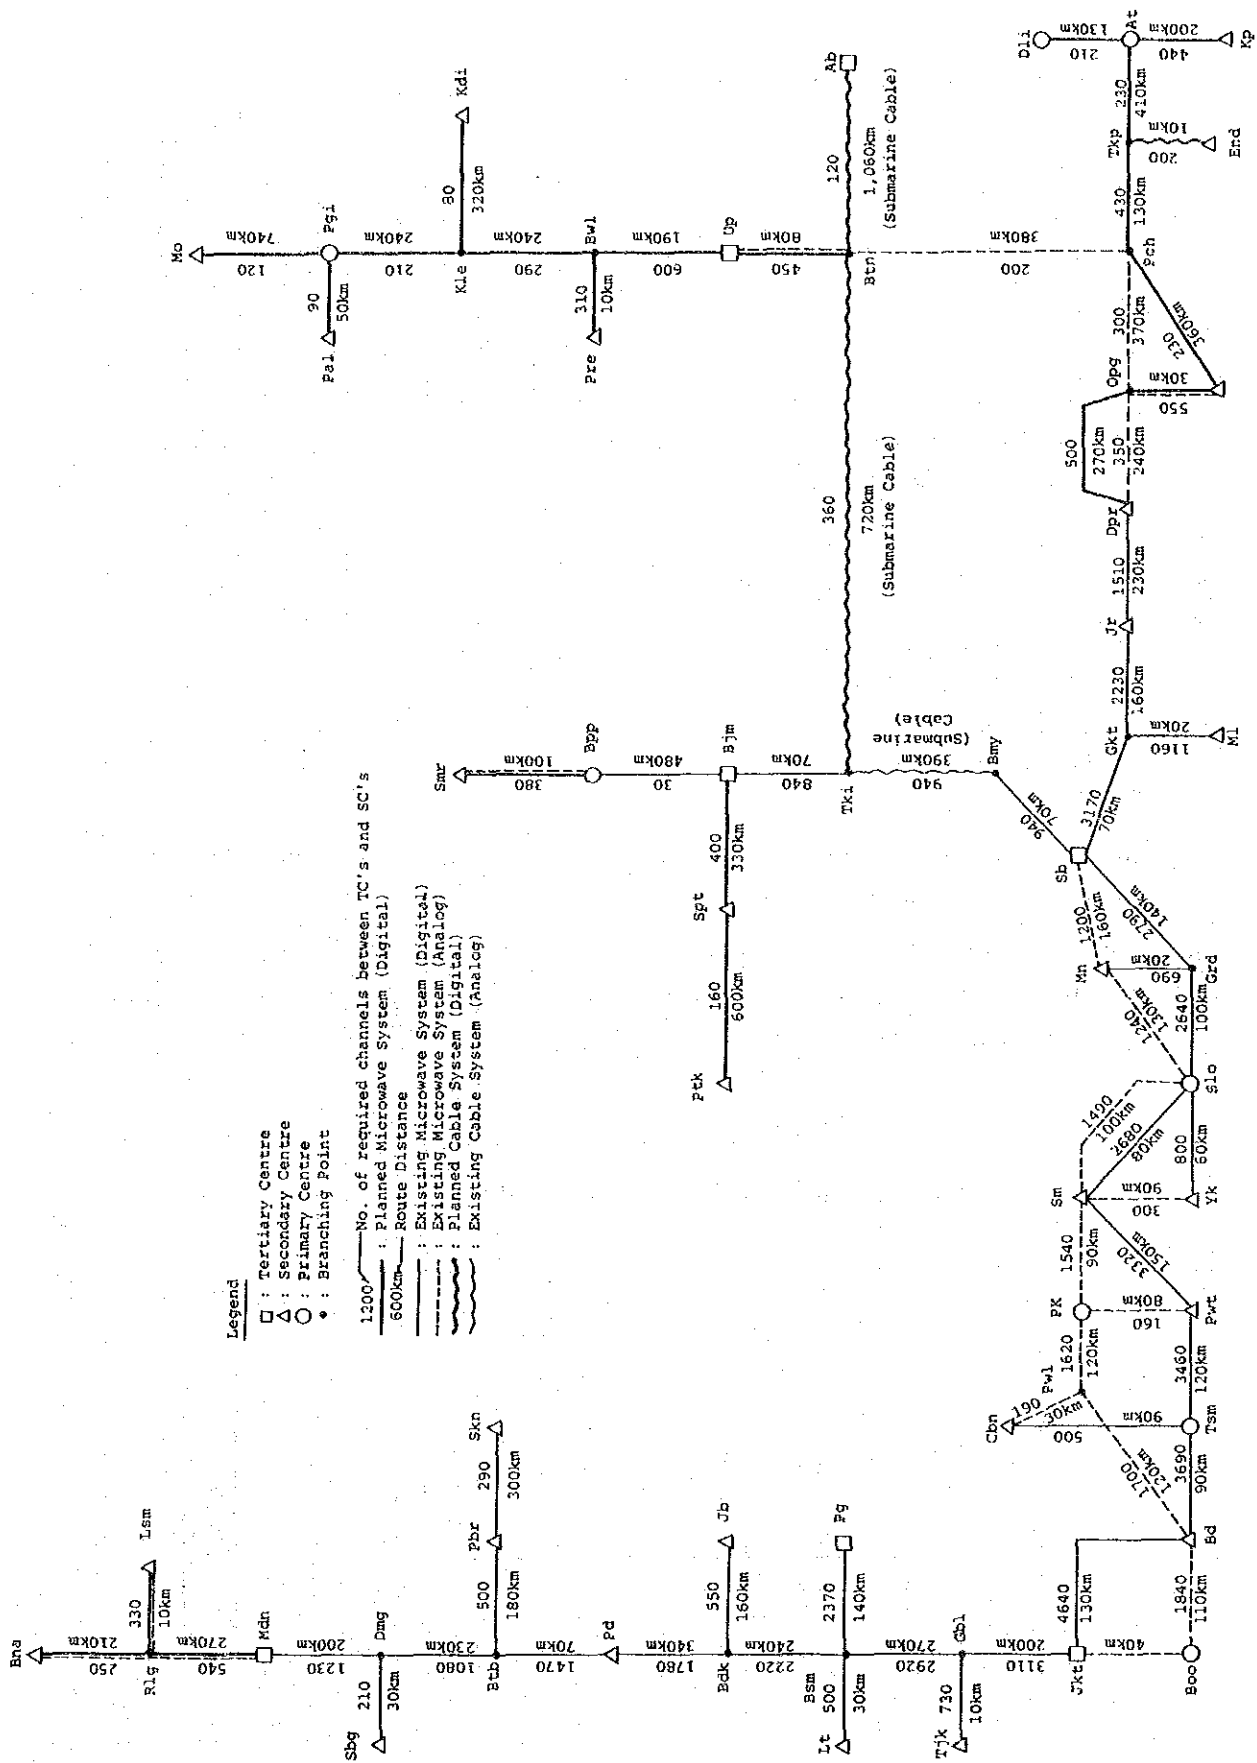 Legend
□ : Tertiary Centre
△ : Secondary Centre
○ : Primary Centre
• : Branching Point
1200 No. of required channels between TC's and SC's
: Planned Microwave System (Digital)
600km Route Distance
: Existing Microwave System (Digital)
: Existing Microwave System (Analog)
: Planned Cable System (Digital)
: Existing Cable System (Analog)
Bna
210km
250
Rlg
330
10km
Lsm
270km
540
Mdn
200km
1230
Dmg
210
30km
Sbg
230km
1080
Btb
500
180km
Pbr
290
300km
Skn
70km
1470
Pd
340km
1780
Bdk
550
160km
Jb
240km
2220
Bsm
500
30km
Lt
2370
140km
Pg
270km
2920
Gbl
730
10km
Tjk
200km
3110
Jkt
4640
130km
40km
Boo
1840
110km
Bd
1700
120km
3690
90km
Tsm
500
90km
Cbn
190
30km
Pwl
1620
120km
PK
160
80km
3460
120km
Pwt
1540
90km
Sm
3320
150km
300
90km
Yk
800
60km
1490
100km
2680
80km
Slo
1240
130km
2640
100km
Grd
690
20km
Mn
1200
160km
2790
140km
Sb
940
70km
Bmy
940
390km
(Submarine
Cable)
Tki
840
70km
Bjm
400
330km
Spt
160
600km
Ptk
30
480km
Bpp
380
100km
Smr
360
720km
(Submarine Cable)
Btn
120
1,060km
(Submarine Cable)
Ab
450
80km
Up
600
190km
Bwl
310
10km
Pre
290
240km
Kle
80
320km
Kdi
210
240km
Pgi
90
50km
Pal
120
740km
Mo
3170
70km
Gkt
1160
20km
Ml
2230
160km
Jr
1510
230km
Dpr
500
270km
350
240km
Opg
550
30km
300
370km
230
360km
Pch
200
380km
430
130km
Tkp
200
10km
End
230
410km
At
210
130km
Dli
440
200km
Kp